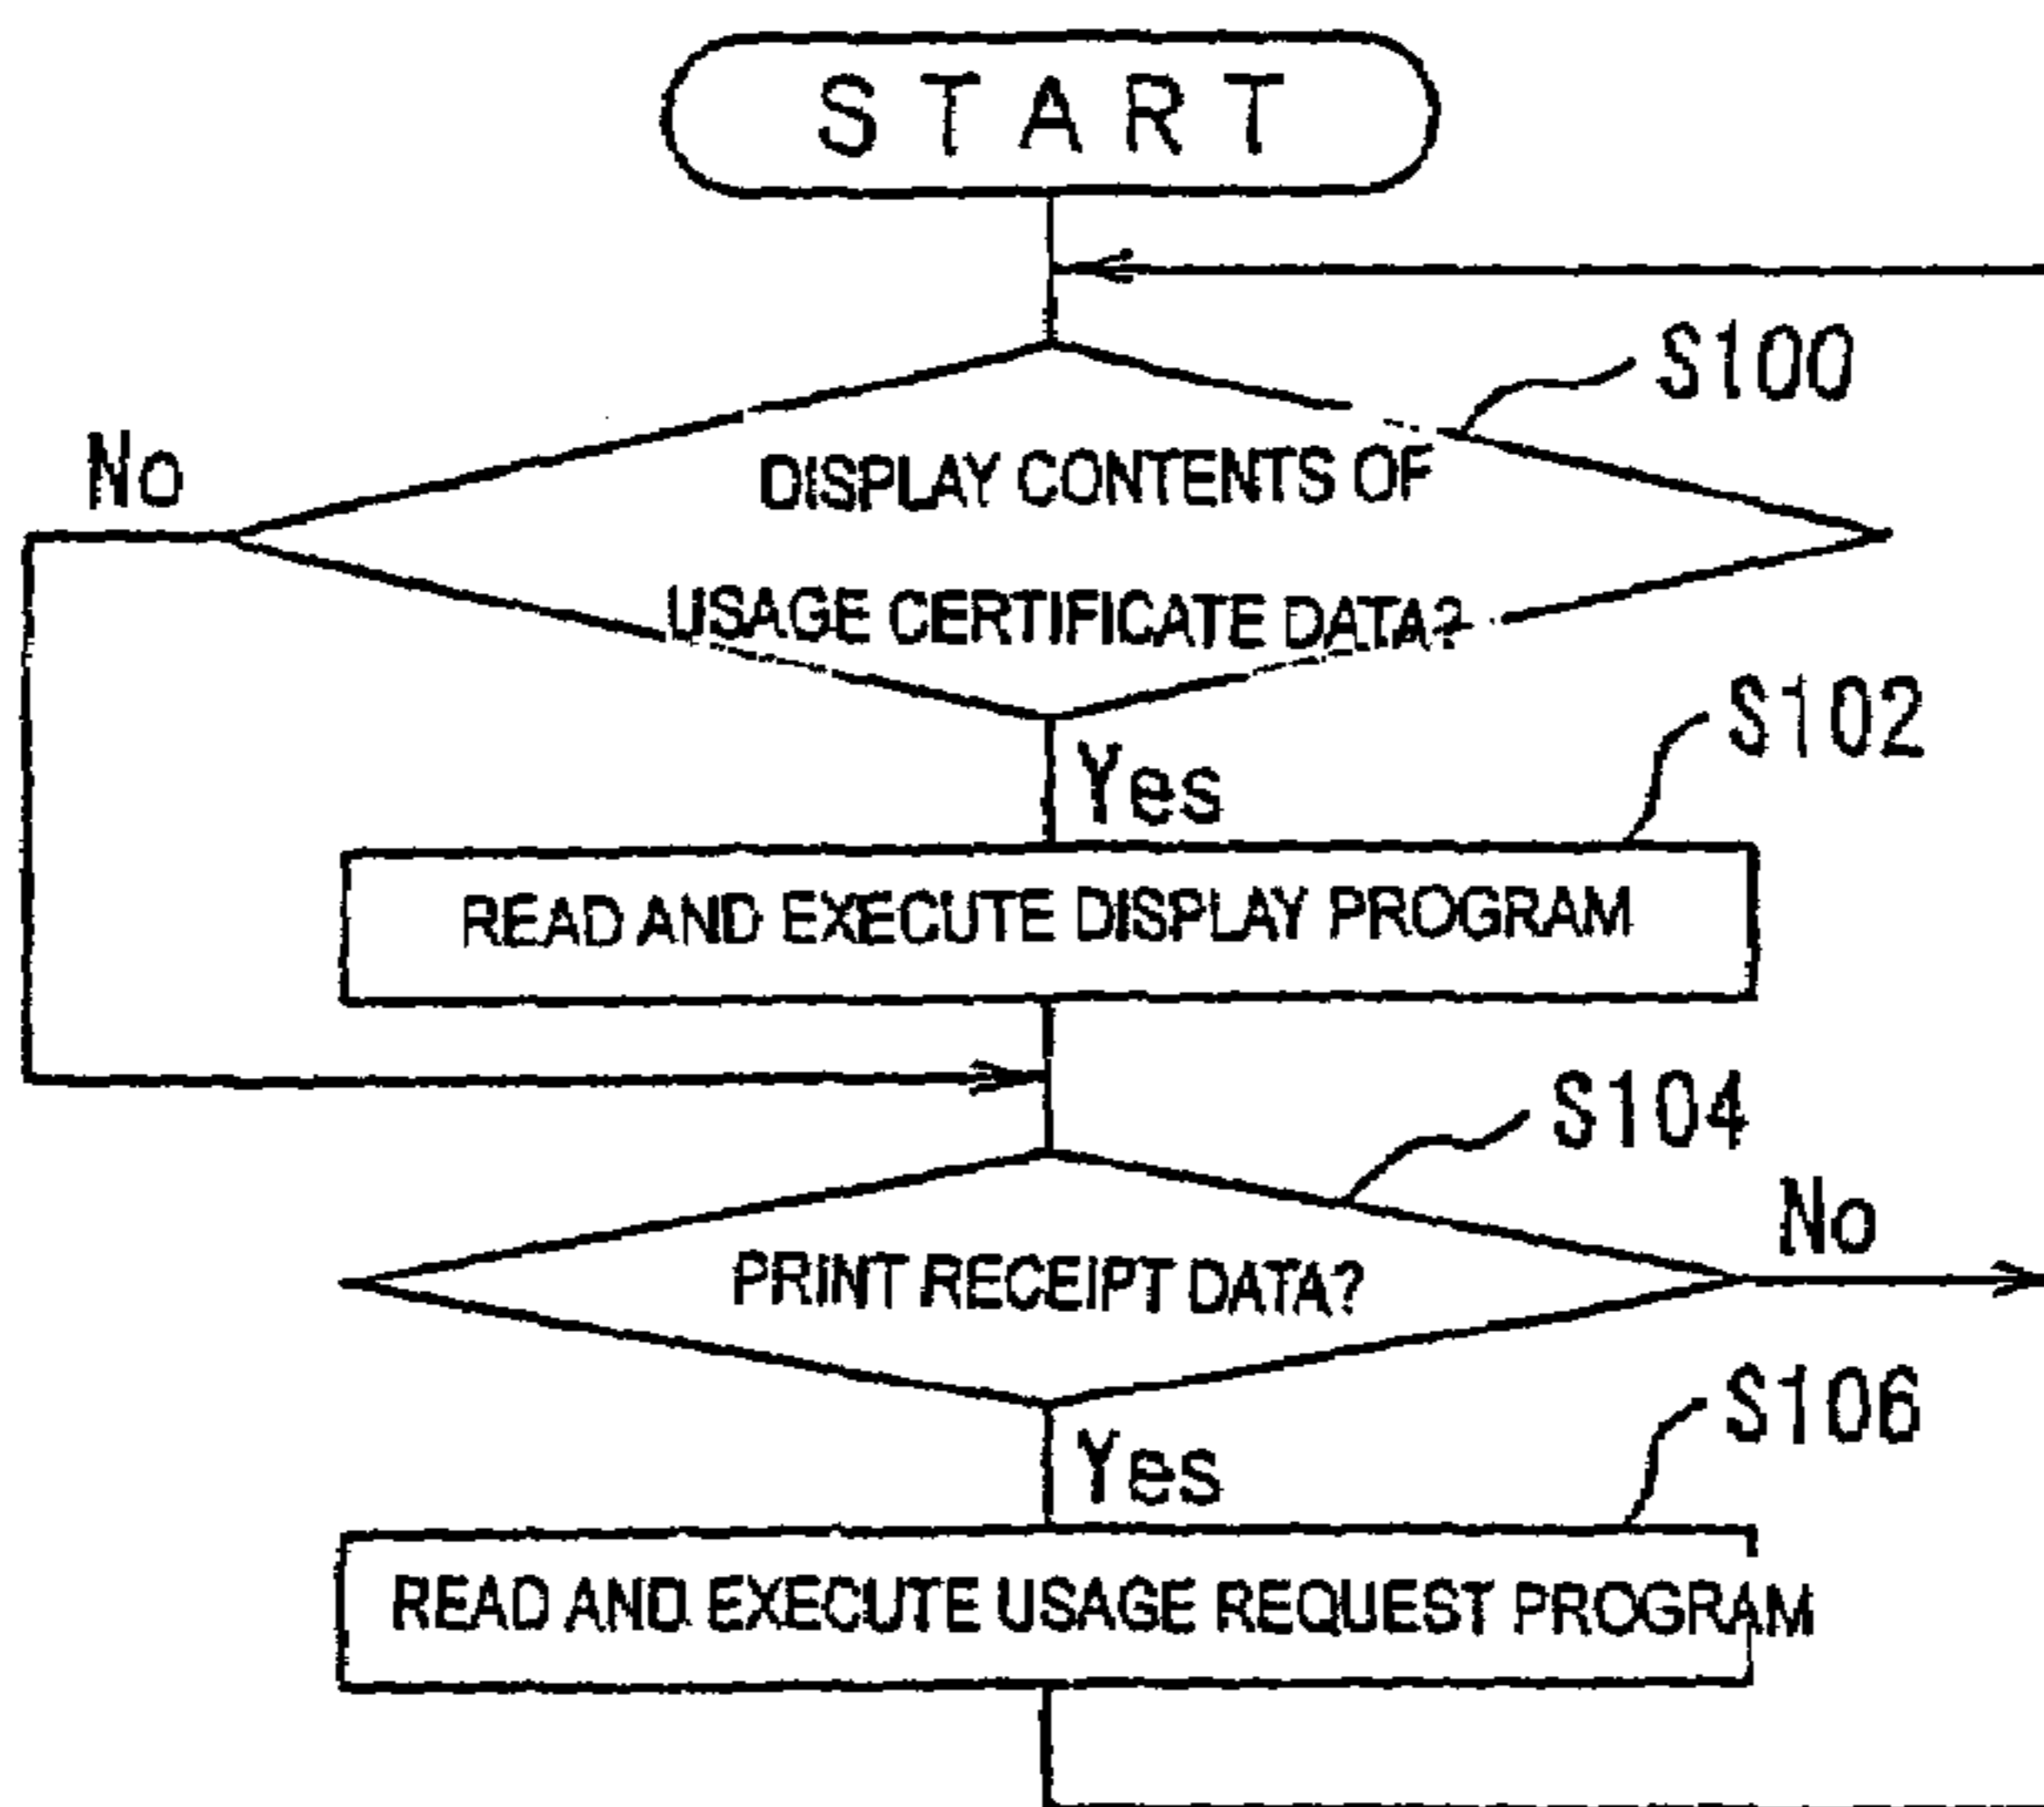 START
S100
No
DISPLAY CONTENTS OF
USAGE CERTIFICATE DATA?
S102
Yes
READ AND EXECUTE DISPLAY PROGRAM
S104
No
PRINT RECEIPT DATA?
S106
Yes
READ AND EXECUTE USAGE REQUEST PROGRAM